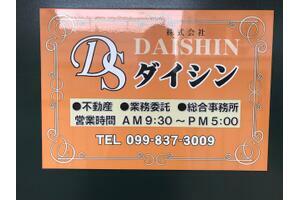 株式会社
DAISHIN
DS ダイシン
●不動産 ●業務委託 ●総合事務所
営業時間 AM9:30～PM5:00
TEL 099-837-3009